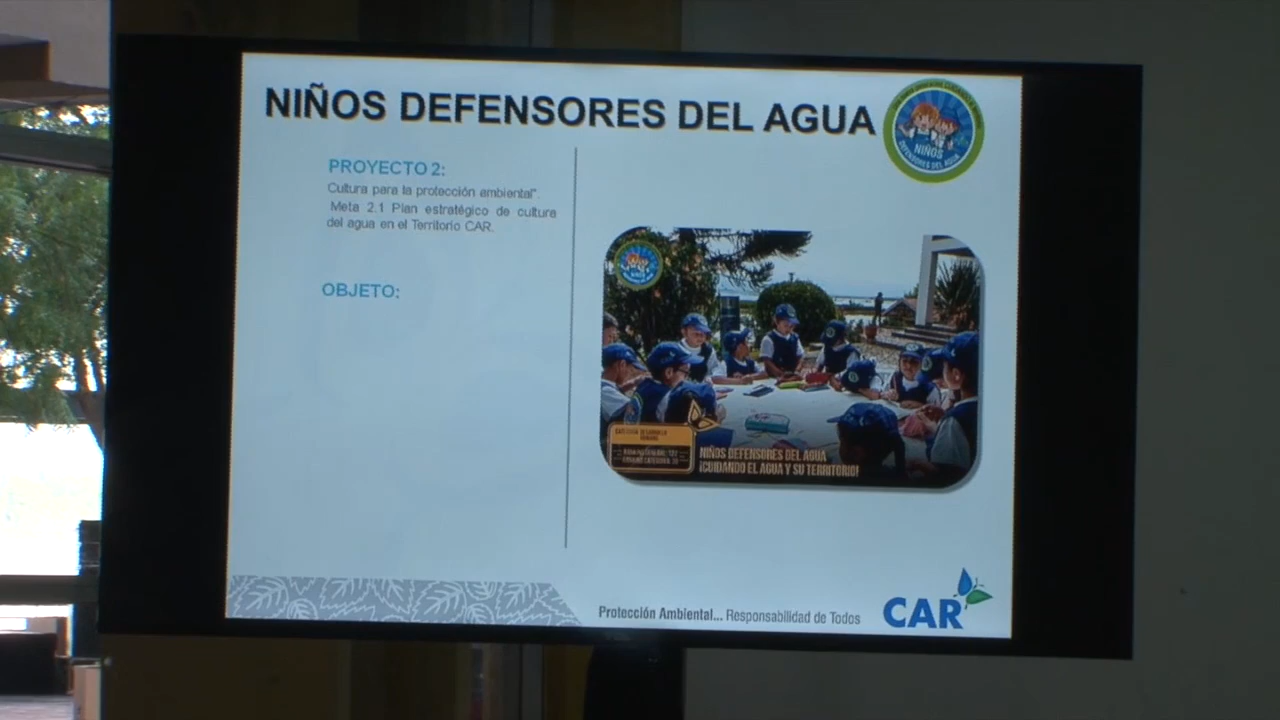 NIÑOS DEFENSORES DEL AGUA
NIÑOS
DEFENSORES DEL AGUA
PROYECTO 2:
Cultura para la protección ambiental".
Meta 2.1 Plan estratégico de cultura
del agua en el Territorio CAR.
OBJETO:
NIÑOS DEFENSORES DEL AGUA
¡CUIDANDO EL AGUA Y SU TERRITORIO!
Protección Ambiental... Responsabilidad de Todos
CAR